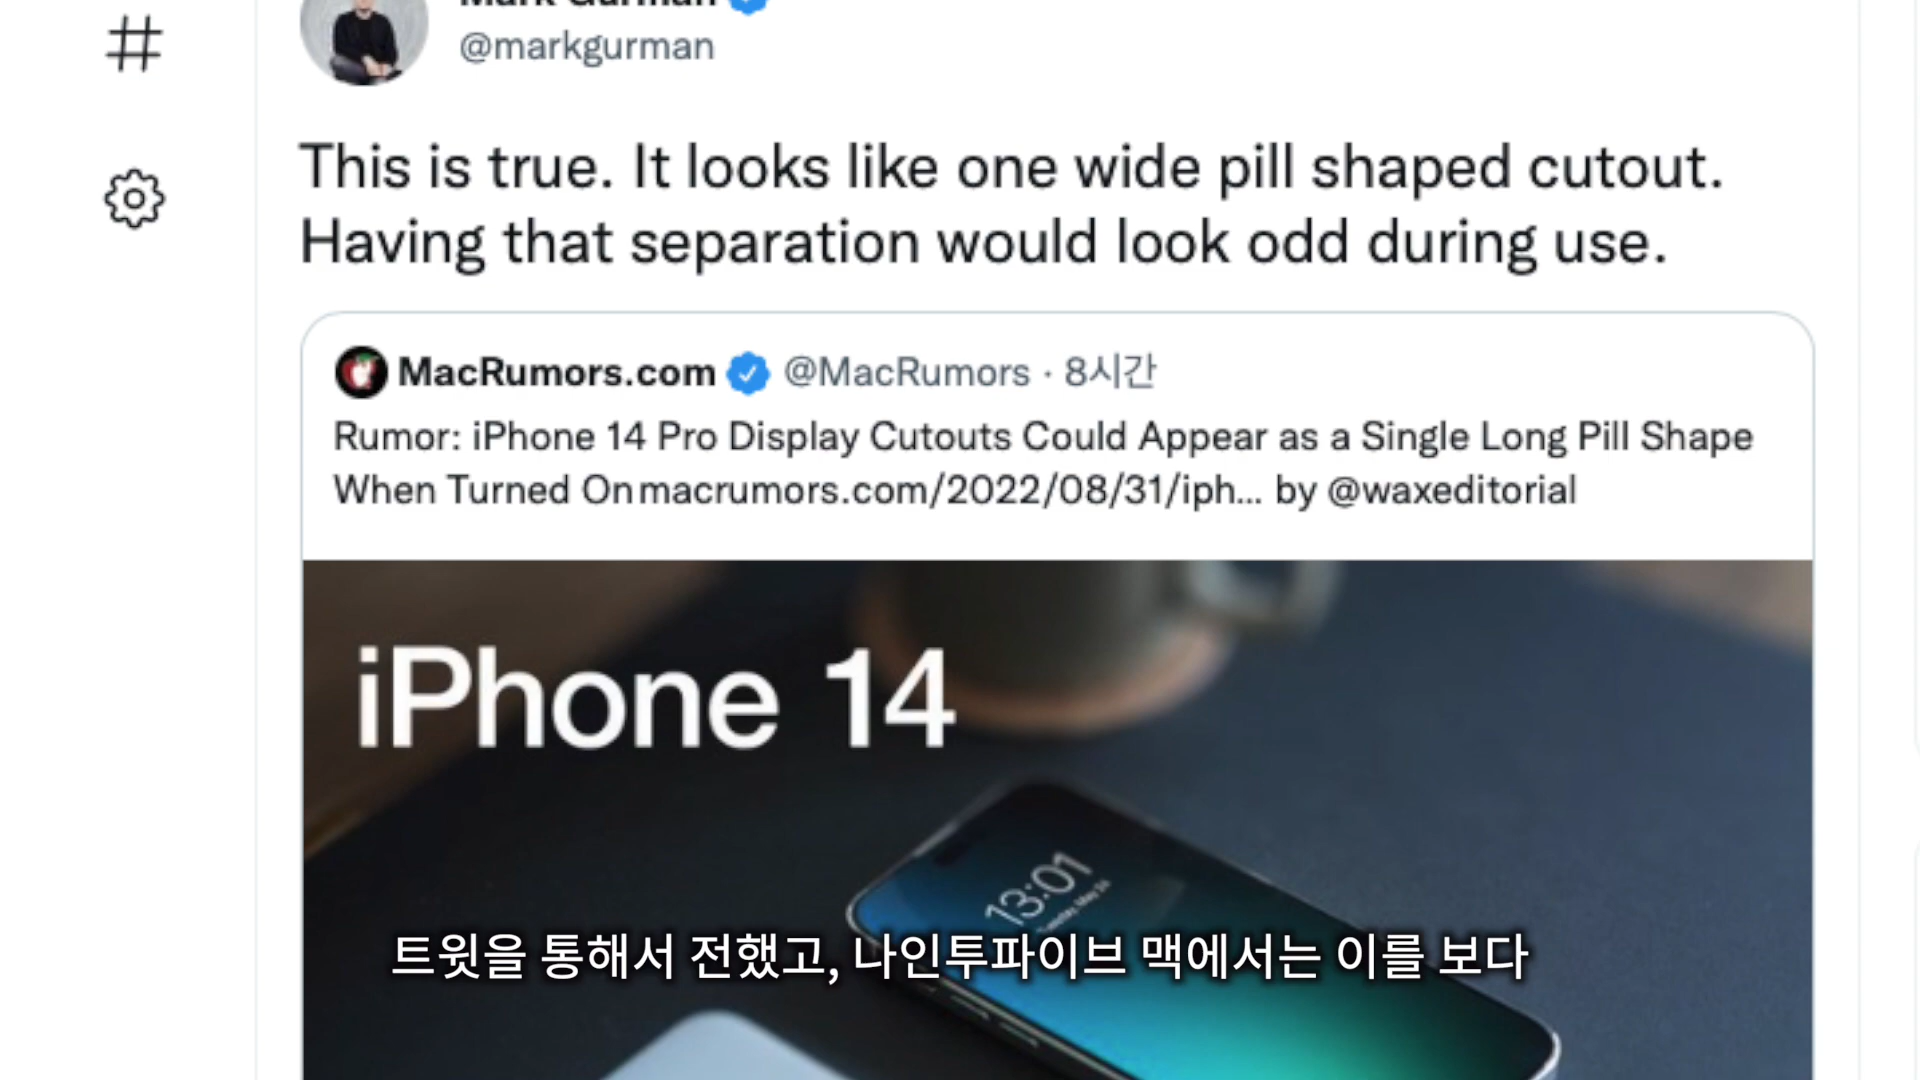 Mark Gurman
@markgurman
This is true. It looks like one wide pill shaped cutout.
Having that separation would look odd during use.
MacRumors.com @MacRumors · 8시간
Rumor: iPhone 14 Pro Display Cutouts Could Appear as a Single Long Pill Shape
When Turned On macrumors.com/2022/08/31/iph... by @waxeditorial
iPhone 14
13:01
트윗을 통해서 전했고, 나인투파이브 맥에서는 이를 보다